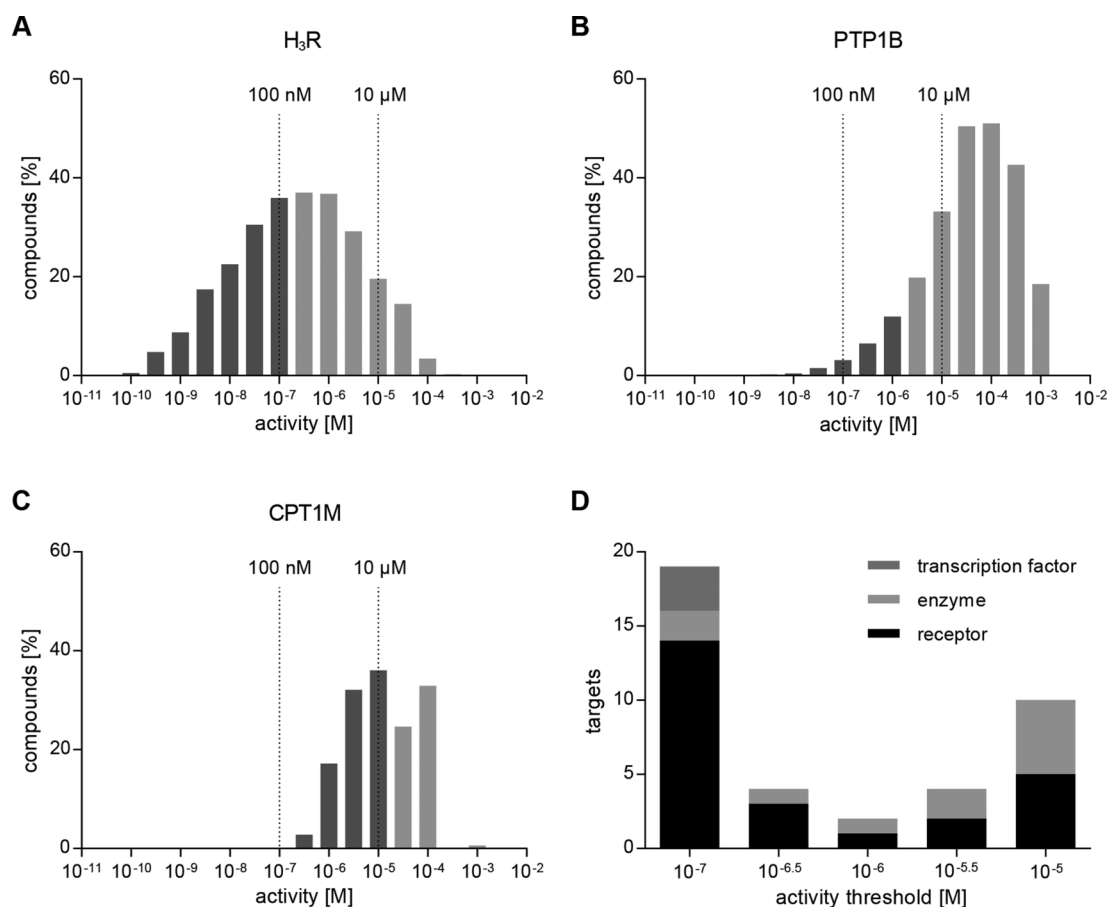 A
H₃R
60
40
20
0
compounds [%]
100 nM
10 µM
10⁻¹¹ 10⁻¹⁰ 10⁻⁹ 10⁻⁸ 10⁻⁷ 10⁻⁶ 10⁻⁵ 10⁻⁴ 10⁻³ 10⁻²
activity [M]
B
PTP1B
60
40
20
0
compounds [%]
100 nM
10 µM
10⁻¹¹ 10⁻¹⁰ 10⁻⁹ 10⁻⁸ 10⁻⁷ 10⁻⁶ 10⁻⁵ 10⁻⁴ 10⁻³ 10⁻²
activity [M]
C
CPT1M
60
40
20
0
compounds [%]
100 nM
10 µM
10⁻¹¹ 10⁻¹⁰ 10⁻⁹ 10⁻⁸ 10⁻⁷ 10⁻⁶ 10⁻⁵ 10⁻⁴ 10⁻³ 10⁻²
activity [M]
D
20
15
10
5
0
targets
transcription factor
enzyme
receptor
10⁻⁷ 10⁻⁶·⁵ 10⁻⁶ 10⁻⁵·⁵ 10⁻⁵
activity threshold [M]